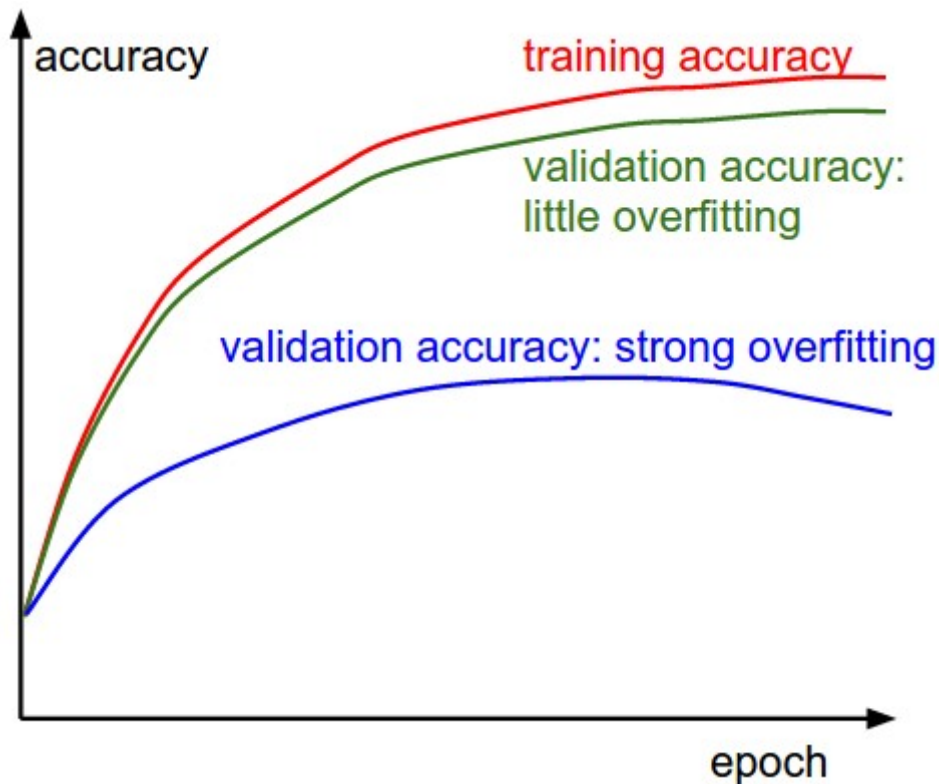 accuracy
training accuracy
validation accuracy:
little overfitting
validation accuracy: strong overfitting
epoch